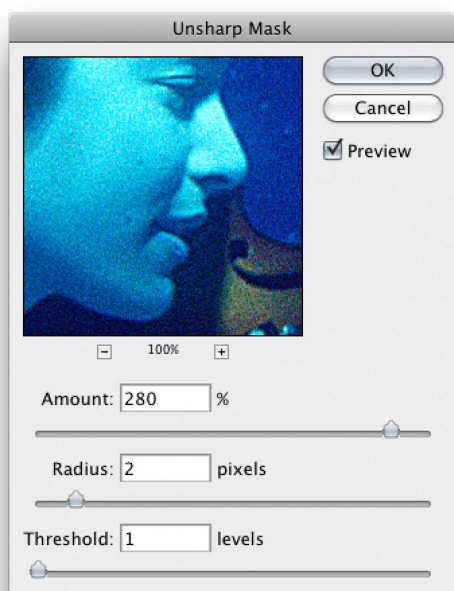 Unsharp Mask
OK
Cancel
Preview
100%
Amount: 280 %
Radius: 2 pixels
Threshold: 1 levels